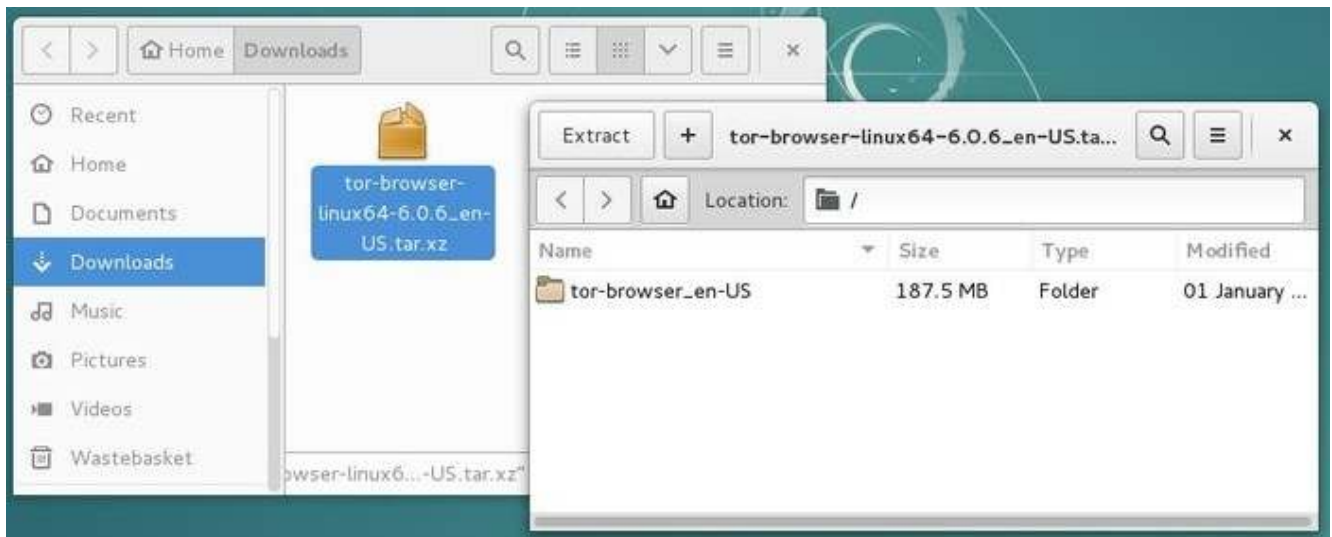 Home Downloads
Recent
Home
Documents
Downloads
Music
Pictures
Videos
Wastebasket
tor-browser-
linux64-6.0.6_en-
US.tar.xz
owser-linux6...-US.tar.xz"
Extract + tor-browser-linux64-6.0.6_en-US.ta...
Location: /
Name Size Type Modified
tor-browser_en-US 187.5 MB Folder 01 January ...